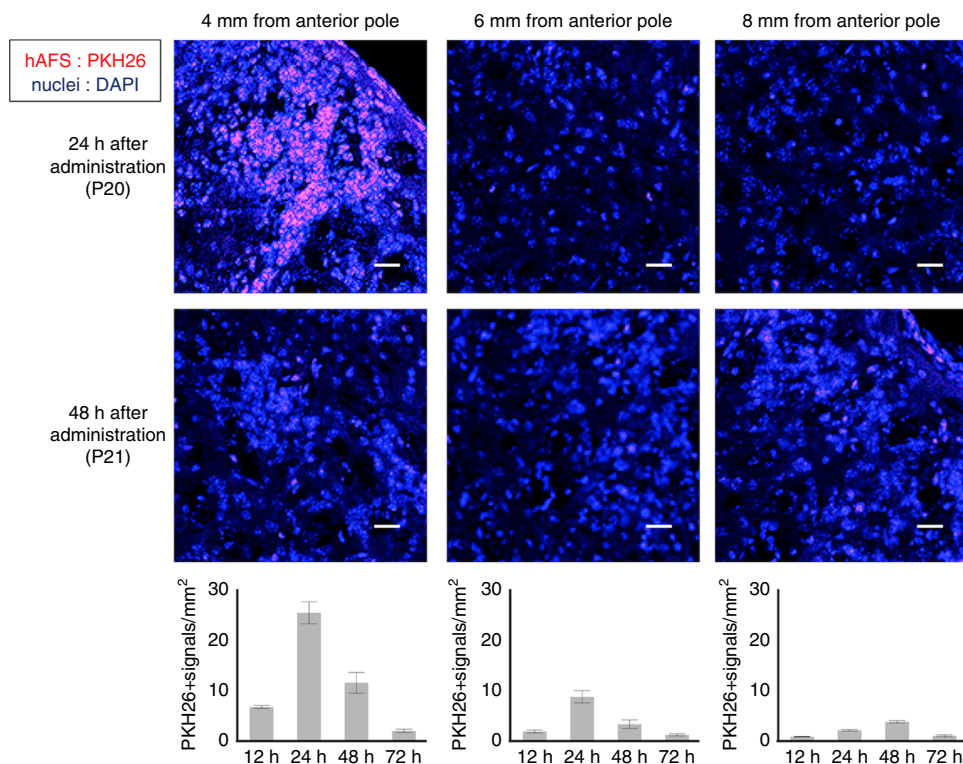 4 mm from anterior pole
6 mm from anterior pole
8 mm from anterior pole
hAFS : PKH26
nuclei : DAPI
24 h after
administration
(P20)
48 h after
administration
(P21)
PKH26+signals/mm²
30
20
10
0
12 h 24 h 48 h 72 h
PKH26+signals/mm²
30
20
10
0
12 h 24 h 48 h 72 h
PKH26+signals/mm²
30
20
10
0
12 h 24 h 48 h 72 h